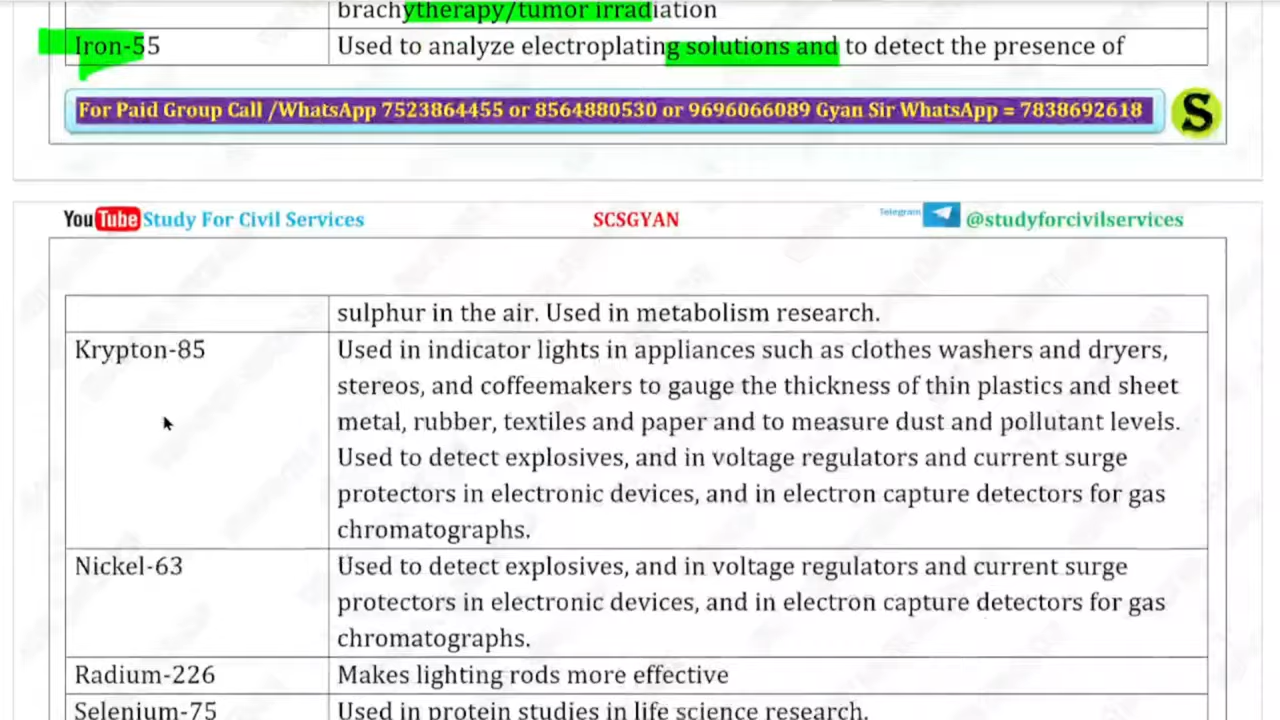 brachytherapy/tumor irradiation
Iron-55 Used to analyze electroplating solutions and to detect the presence of
For Paid Group Call /WhatsApp 7523864455 or 8564880530 or 9696066089 Gyan Sir WhatsApp = 7838692618
S
YouTube Study For Civil Services SCSGYAN Telegram @studyforcivilservices
sulphur in the air. Used in metabolism research.
Krypton-85 Used in indicator lights in appliances such as clothes washers and dryers,
stereos, and coffeemakers to gauge the thickness of thin plastics and sheet
metal, rubber, textiles and paper and to measure dust and pollutant levels.
Used to detect explosives, and in voltage regulators and current surge
protectors in electronic devices, and in electron capture detectors for gas
chromatographs.
Nickel-63 Used to detect explosives, and in voltage regulators and current surge
protectors in electronic devices, and in electron capture detectors for gas
chromatographs.
Radium-226 Makes lighting rods more effective
Selenium-75 Used in protein studies in life science research.